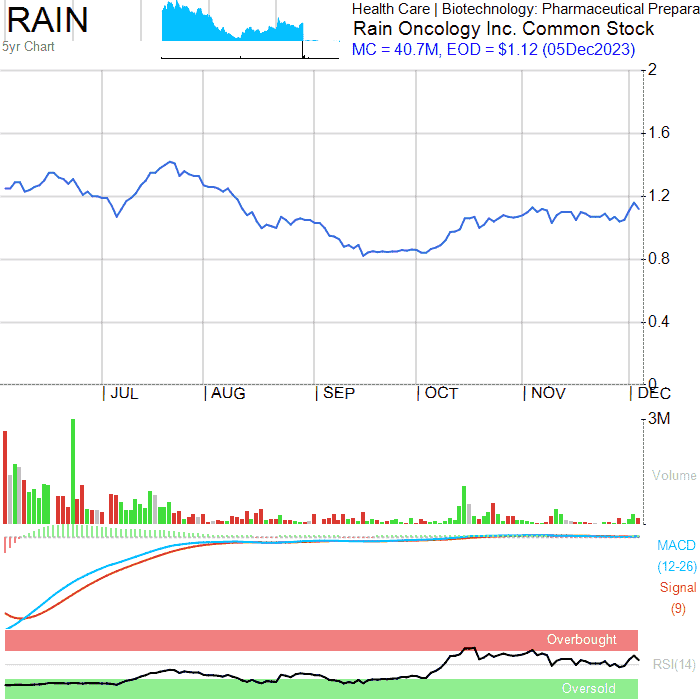 RAIN
5yr Chart
Health Care | Biotechnology: Pharmaceutical Prepara
Rain Oncology Inc. Common Stock
MC = 40.7M, EOD = $1.12 (05Dec2023)
2
1.6
1.2
0.8
0.4
0
| JUL | AUG | SEP | OCT | NOV | DEC
3M
Volume
MACD
(12-26)
Signal
(9)
Overbought
RSI(14)
Oversold